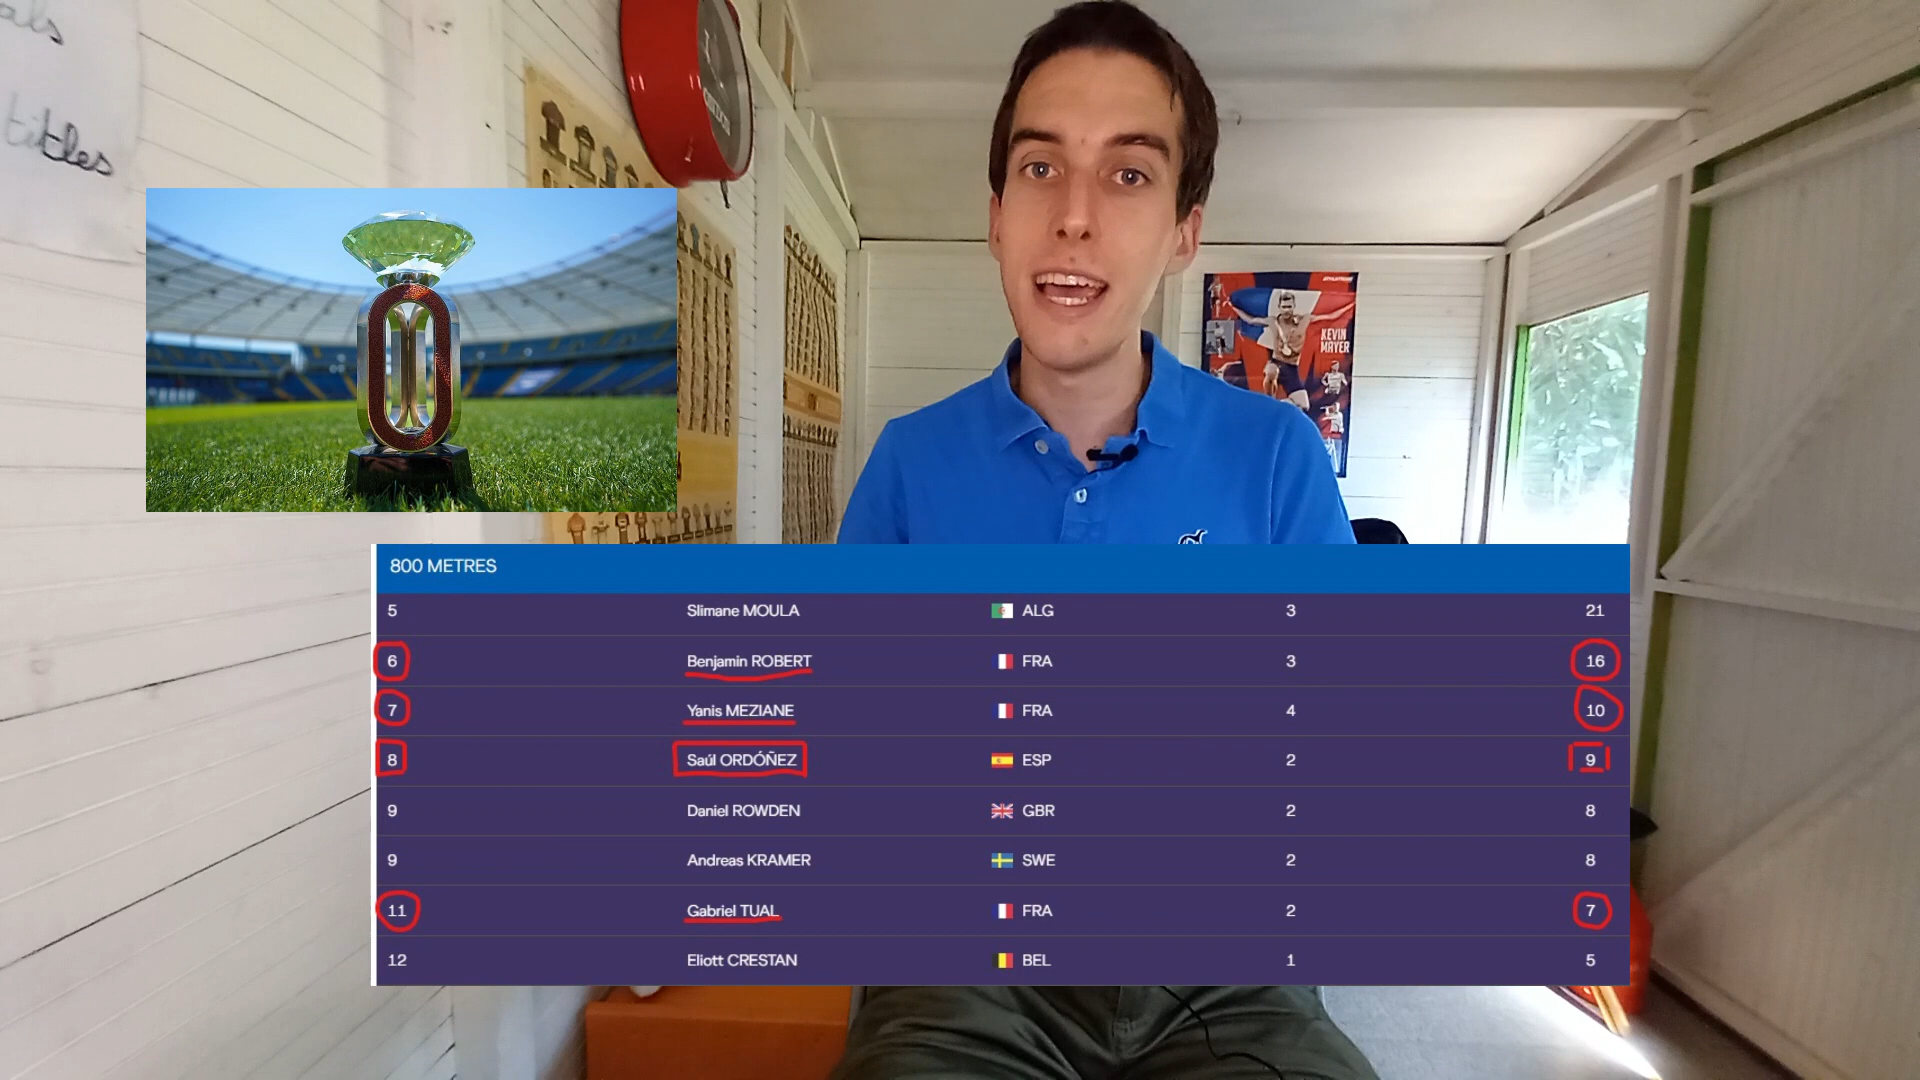 als
titles
KEVIN
MAYER
800 METRES
5 Slimane MOULA ALG 3 21
6 Benjamin ROBERT FRA 3 16
7 Yanis MEZIANE FRA 4 10
8 Saúl ORDÓÑEZ ESP 2 9
9 Daniel ROWDEN GBR 2 8
9 Andreas KRAMER SWE 2 8
11 Gabriel TUAL FRA 2 7
12 Eliott CRESTAN BEL 1 5